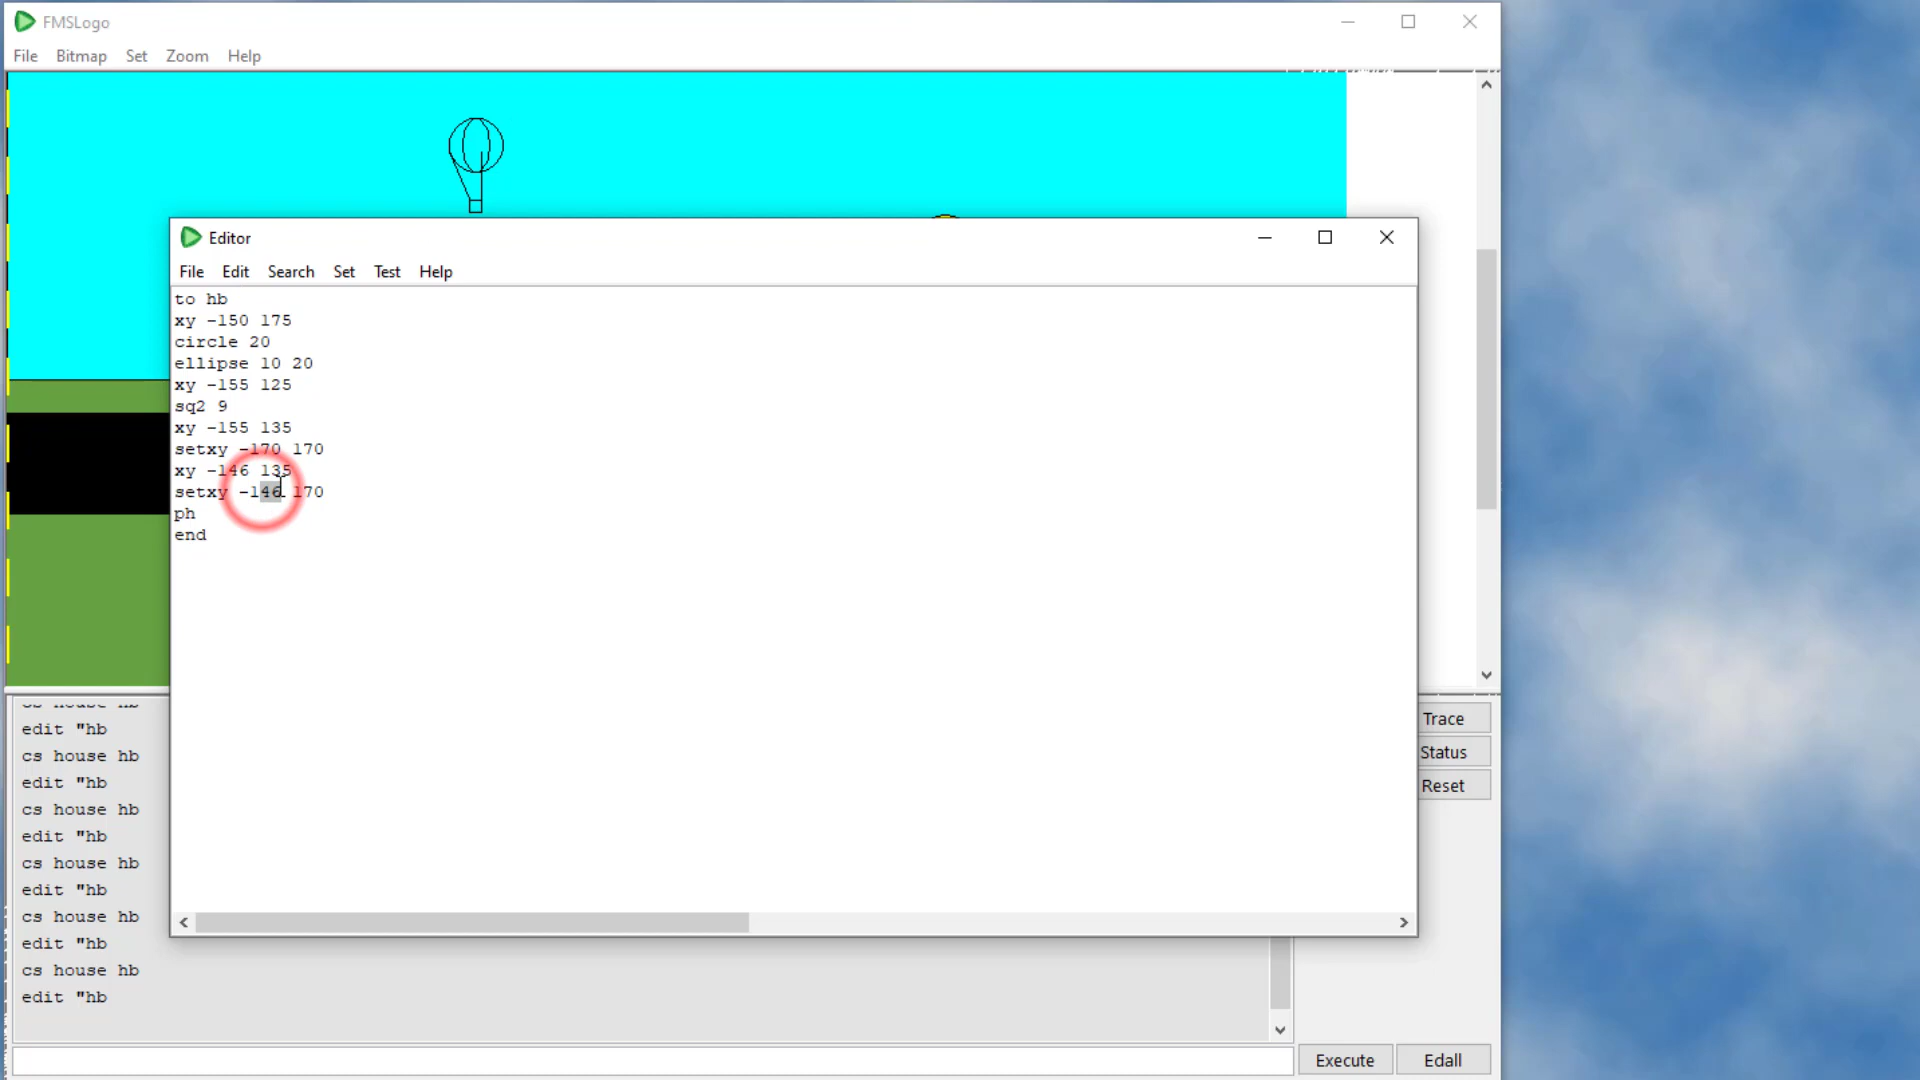 FMSLogo
File Bitmap Set Zoom Help
Editor
File Edit Search Set Test Help
to hb
xy -150 175
circle 20
ellipse 10 20
xy -155 125
sq2 9
xy -155 135
setxy -170 170
xy -146 135
setxy -146 170
ph
end
cs house hb
edit "hb
cs house hb
edit "hb
cs house hb
edit "hb
cs house hb
edit "hb
cs house hb
edit "hb
cs house hb
edit "hb
Trace
Status
Reset
Execute
Edall